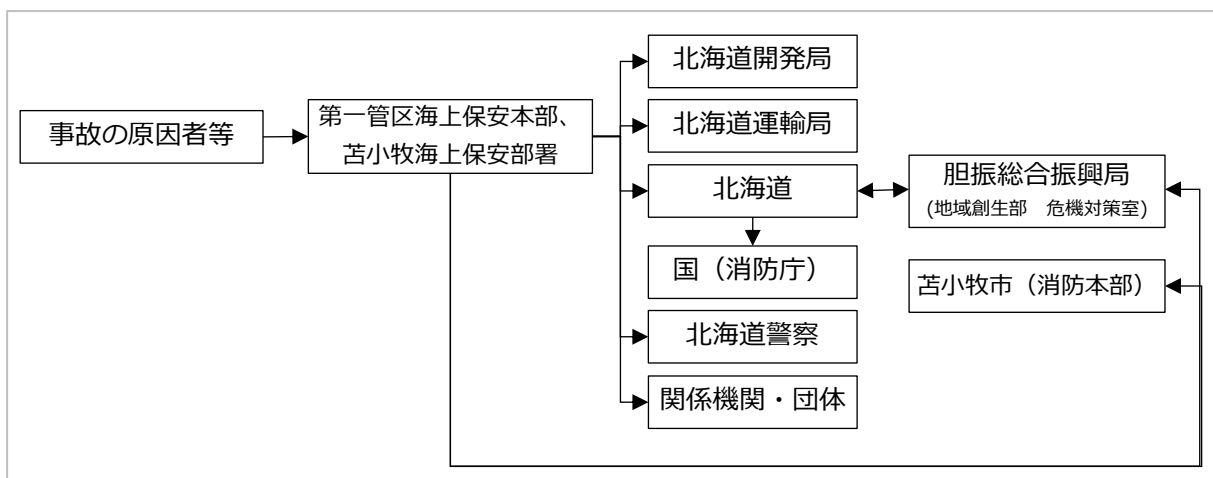 事故の原因者等
第一管区海上保安本部、
苫小牧海上保安部署
北海道開発局
北海道運輸局
北海道
国（消防庁）
北海道警察
関係機関・団体
胆振総合振興局
(地域創生部　危機対策室)
苫小牧市（消防本部）